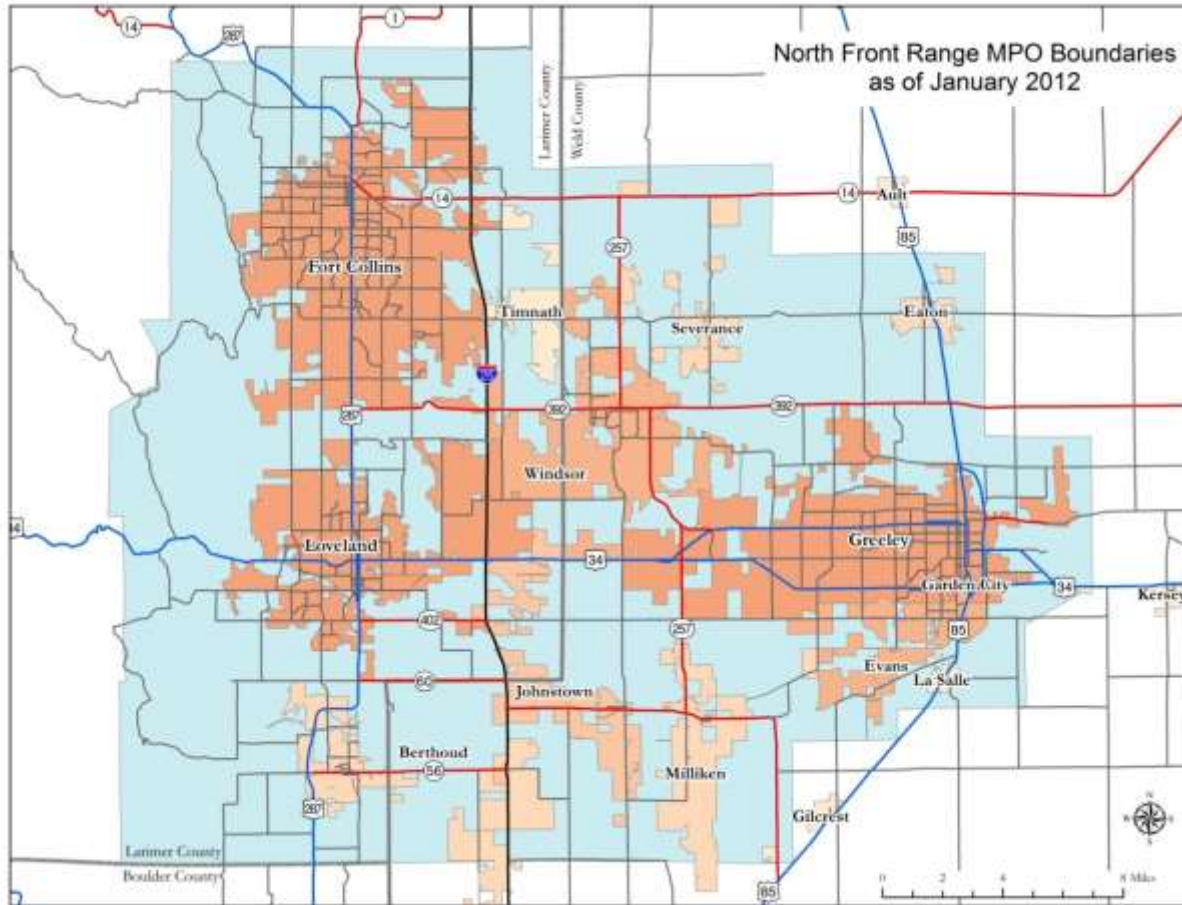 North Front Range MPO Boundaries
as of January 2012
1
14
287
Larimer County
Weld County
14
14
Ault
257
85
Fort Collins
Timnath
Severance
Eaton
287
392
392
Windsor
Loveland
34
Greeley
Garden City
34
Kersey
402
257
85
Evans
La Salle
60
Johnstown
Berthoud
56
Milliken
287
Gilcrest
N
W
E
S
Larimer County
Boulder County
85
0 2 4 6 8 Miles